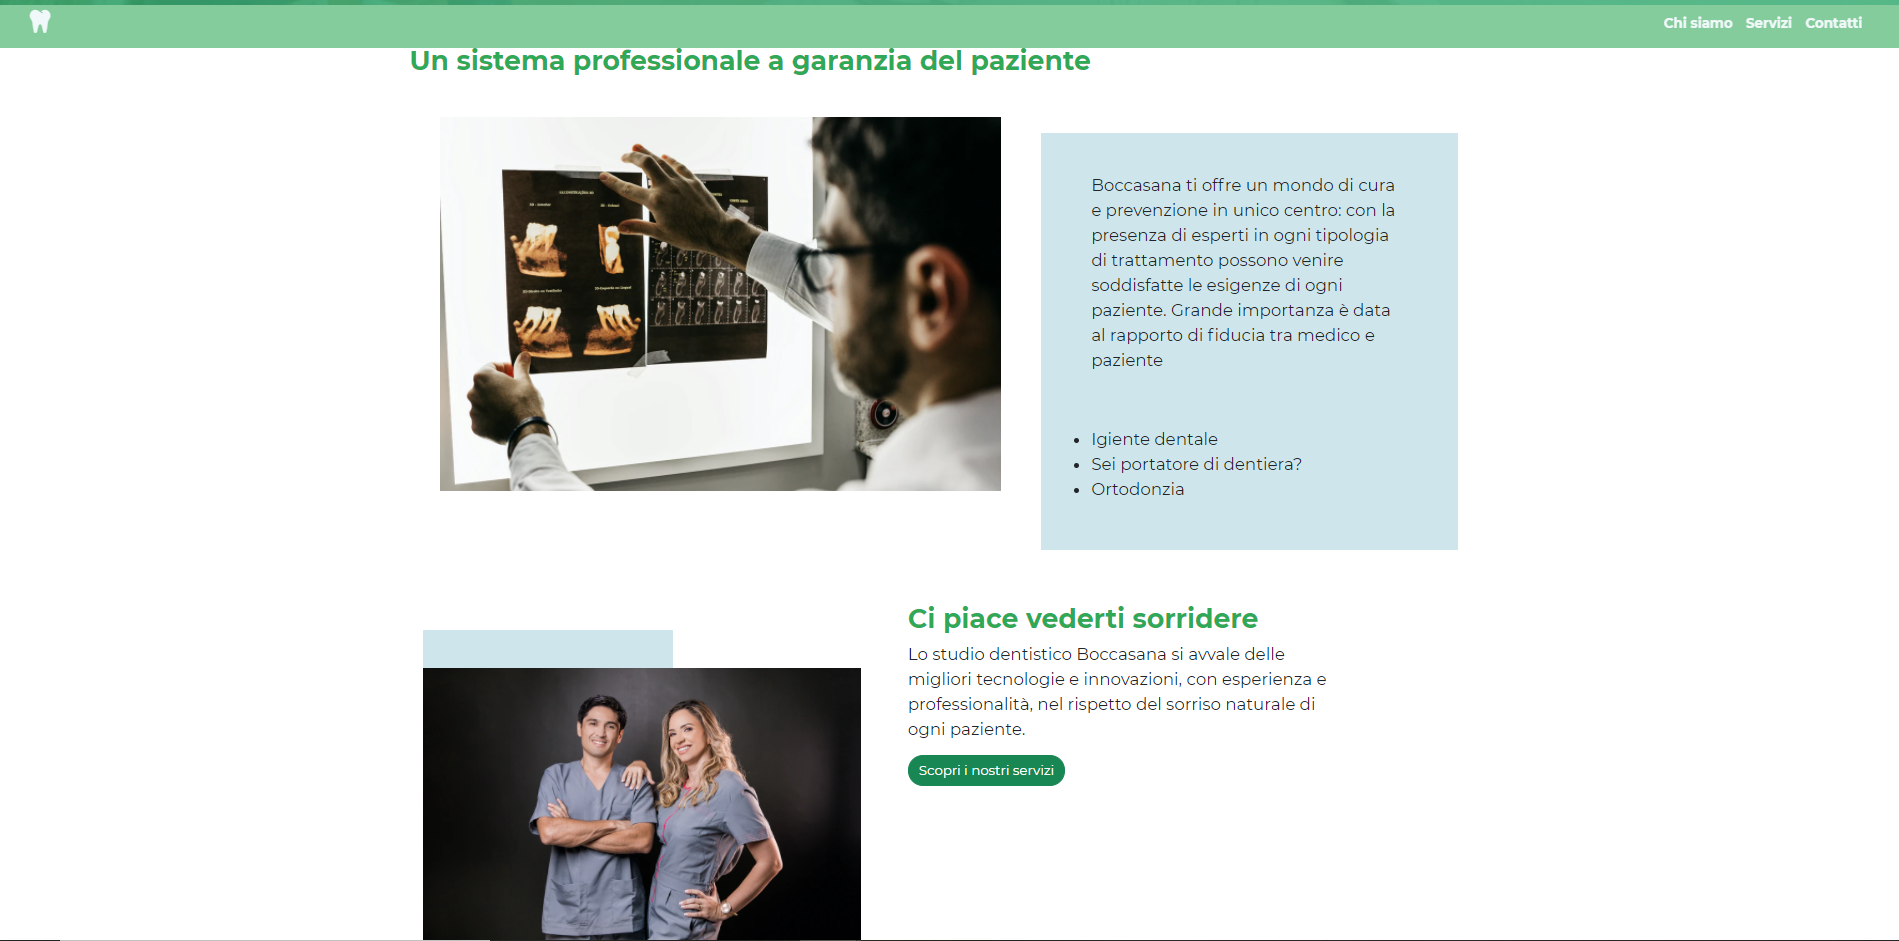 Chi siamo Servizi Contatti
Un sistema professionale a garanzia del paziente
Boccasana ti offre un mondo di cura
e prevenzione in unico centro: con la
presenza di esperti in ogni tipologia
di trattamento possono venire
soddisfatte le esigenze di ogni
paziente. Grande importanza è data
al rapporto di fiducia tra medico e
paziente
Igiente dentale
Sei portatore di dentiera?
Ortodonzia
Ci piace vederti sorridere
Lo studio dentistico Boccasana si avvale delle
migliori tecnologie e innovazioni, con esperienza e
professionalità, nel rispetto del sorriso naturale di
ogni paziente.
Scopri i nostri servizi